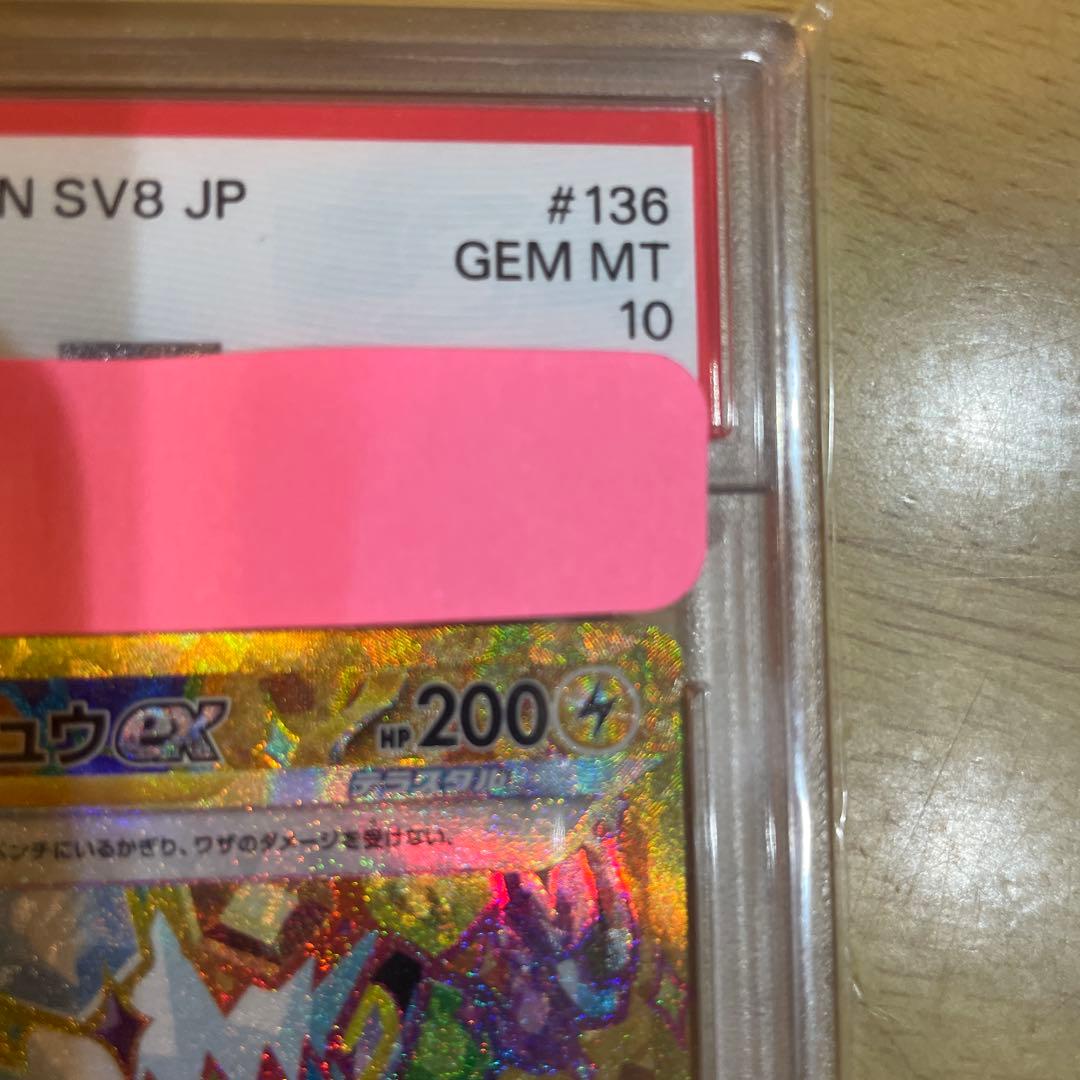 N SV8 JP
#136
GEM MT
10
ュウex
HP200
テラスタル
ベンチにいるかぎり、ワザのダメージを受けない。